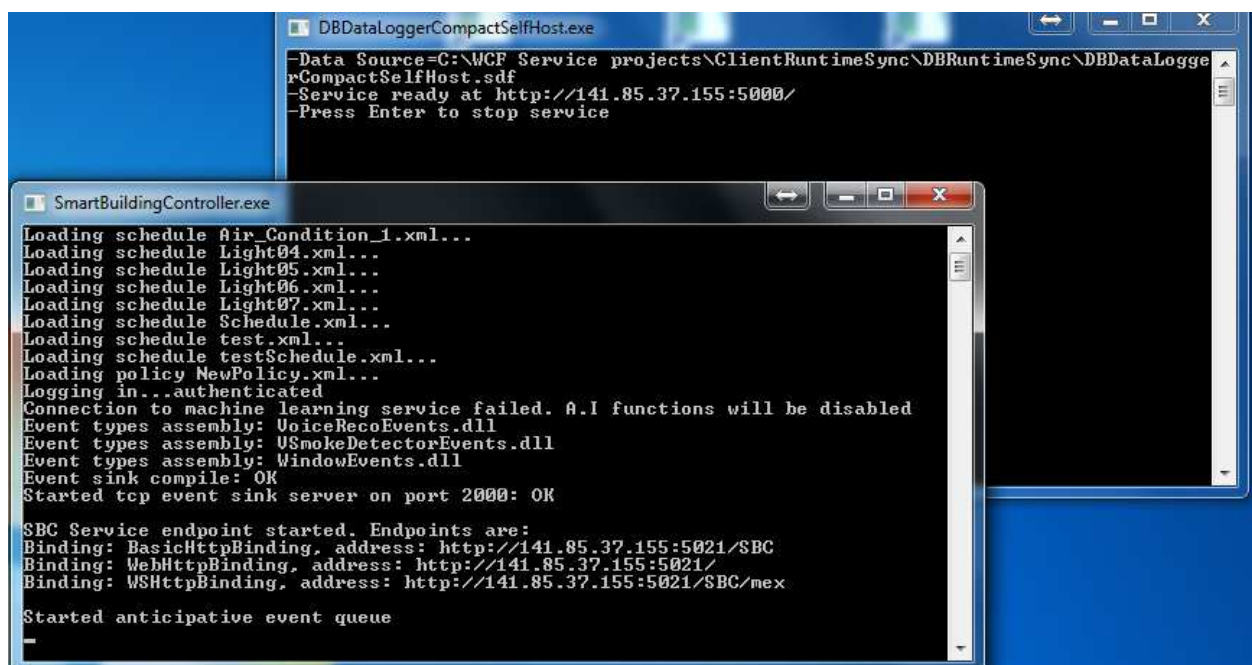 DBDataLoggerCompactSelfHost.exe
-Data Source=C:\WCF Service projects\ClientRuntimeSync\DBRuntimeSync\DBDataLogge
rCompactSelfHost.sdf
-Service ready at http://141.85.37.155:5000/
-Press Enter to stop service
SmartBuildingController.exe
Loading schedule Air_Condition_1.xml...
Loading schedule Light04.xml...
Loading schedule Light05.xml...
Loading schedule Light06.xml...
Loading schedule Light07.xml...
Loading schedule Schedule.xml...
Loading schedule test.xml...
Loading schedule testSchedule.xml...
Loading policy NewPolicy.xml...
Logging in...authenticated
Connection to machine learning service failed. A.I functions will be disabled
Event types assembly: VoiceRecoEvents.dll
Event types assembly: VSmokeDetectorEvents.dll
Event types assembly: WindowEvents.dll
Event sink compile: OK
Started tcp event sink server on port 2000: OK
SBC Service endpoint started. Endpoints are:
Binding: BasicHttpBinding, address: http://141.85.37.155:5021/SBC
Binding: WebHttpBinding, address: http://141.85.37.155:5021/
Binding: WSHttpBinding, address: http://141.85.37.155:5021/SBC/mex
Started anticipative event queue